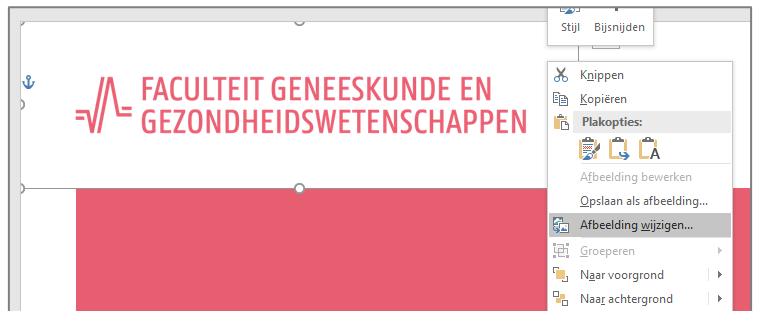 Stijl Bijsnijden
FACULTEIT GENEESKUNDE EN
GEZONDHEIDSWETENSCHAPPEN
Knippen
Kopiëren
Plakopties:
Afbeelding bewerken
Opslaan als afbeelding...
Afbeelding wijzigen...
Groeperen
Naar voorgrond
Naar achtergrond